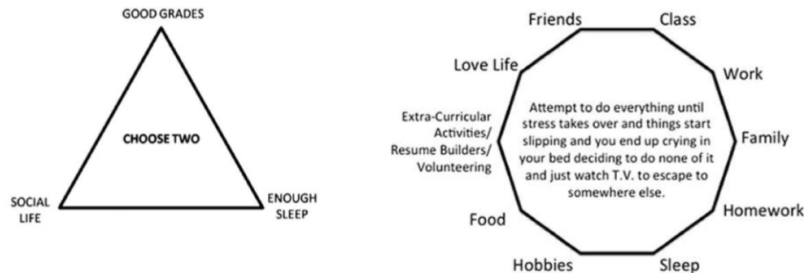 GOOD GRADES
CHOOSE TWO
SOCIAL
LIFE
ENOUGH
SLEEP
Friends
Class
Love Life
Work
Extra-Curricular
Activities/
Resume Builders/
Volunteering
Attempt to do everything until
stress takes over and things start
slipping and you end up crying in
your bed deciding to do none of it
and just watch T.V. to escape to
somewhere else.
Family
Food
Homework
Hobbies
Sleep